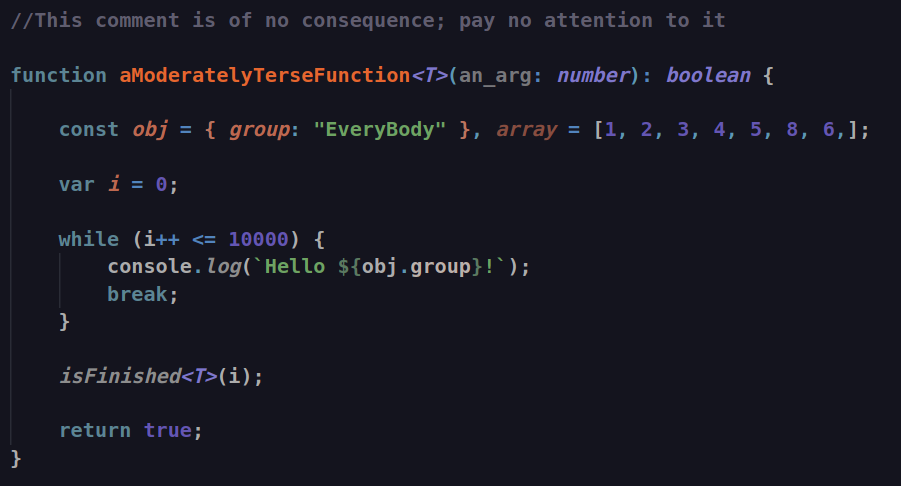 //This comment is of no consequence; pay no attention to it
function aModeratelyTerseFunction<T>(an_arg: number): boolean {
const obj = { group: "EveryBody" }, array = [1, 2, 3, 4, 5, 8, 6,];
var i = 0;
while (i++ <= 10000) {
console.log(`Hello ${obj.group}!`);
break;
}
isFinished<T>(i);
return true;
}